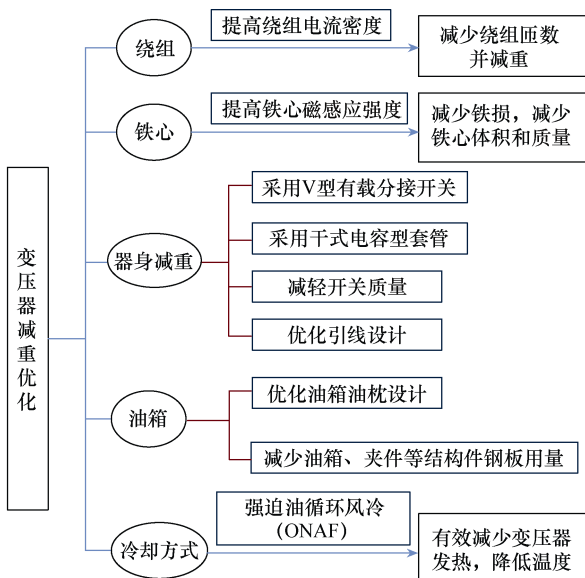 变压器减重优化
绕组
提高绕组电流密度
减少绕组匝数
并减重
铁心
提高铁心磁感应强度
减少铁损，减少
铁心体积和质量
器身减重
采用V型有载分接开关
采用干式电容型套管
减轻开关质量
优化引线设计
油箱
优化油箱油枕设计
减少油箱、夹件等结构件钢板用量
冷却方式
强迫油循环风冷
(ONAF)
有效减少变压器
发热，降低温度